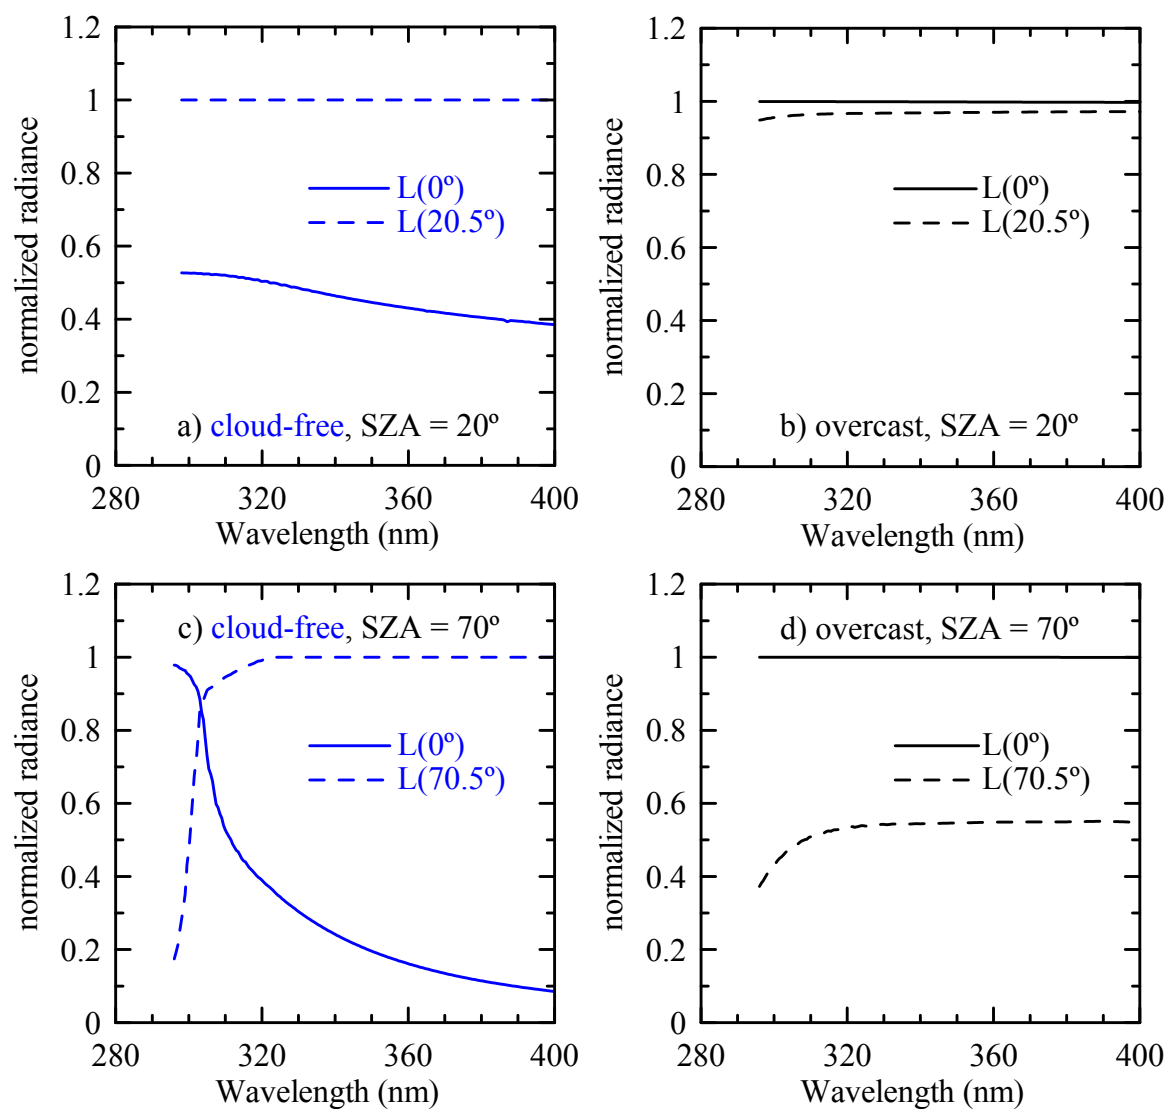 1.2
1
0.8
0.6
0.4
0.2
0
normalized radiance
L(0º)
L(20.5º)
a) cloud-free, SZA = 20º
280 320 360 400
Wavelength (nm)
1.2
1
0.8
0.6
0.4
0.2
0
normalized radiance
L(0º)
L(20.5º)
b) overcast, SZA = 20º
280 320 360 400
Wavelength (nm)
1.2
1
0.8
0.6
0.4
0.2
0
normalized radiance
c) cloud-free, SZA = 70º
L(0º)
L(70.5º)
280 320 360 400
Wavelength (nm)
1.2
1
0.8
0.6
0.4
0.2
0
normalized radiance
d) overcast, SZA = 70º
L(0º)
L(70.5º)
280 320 360 400
Wavelength (nm)